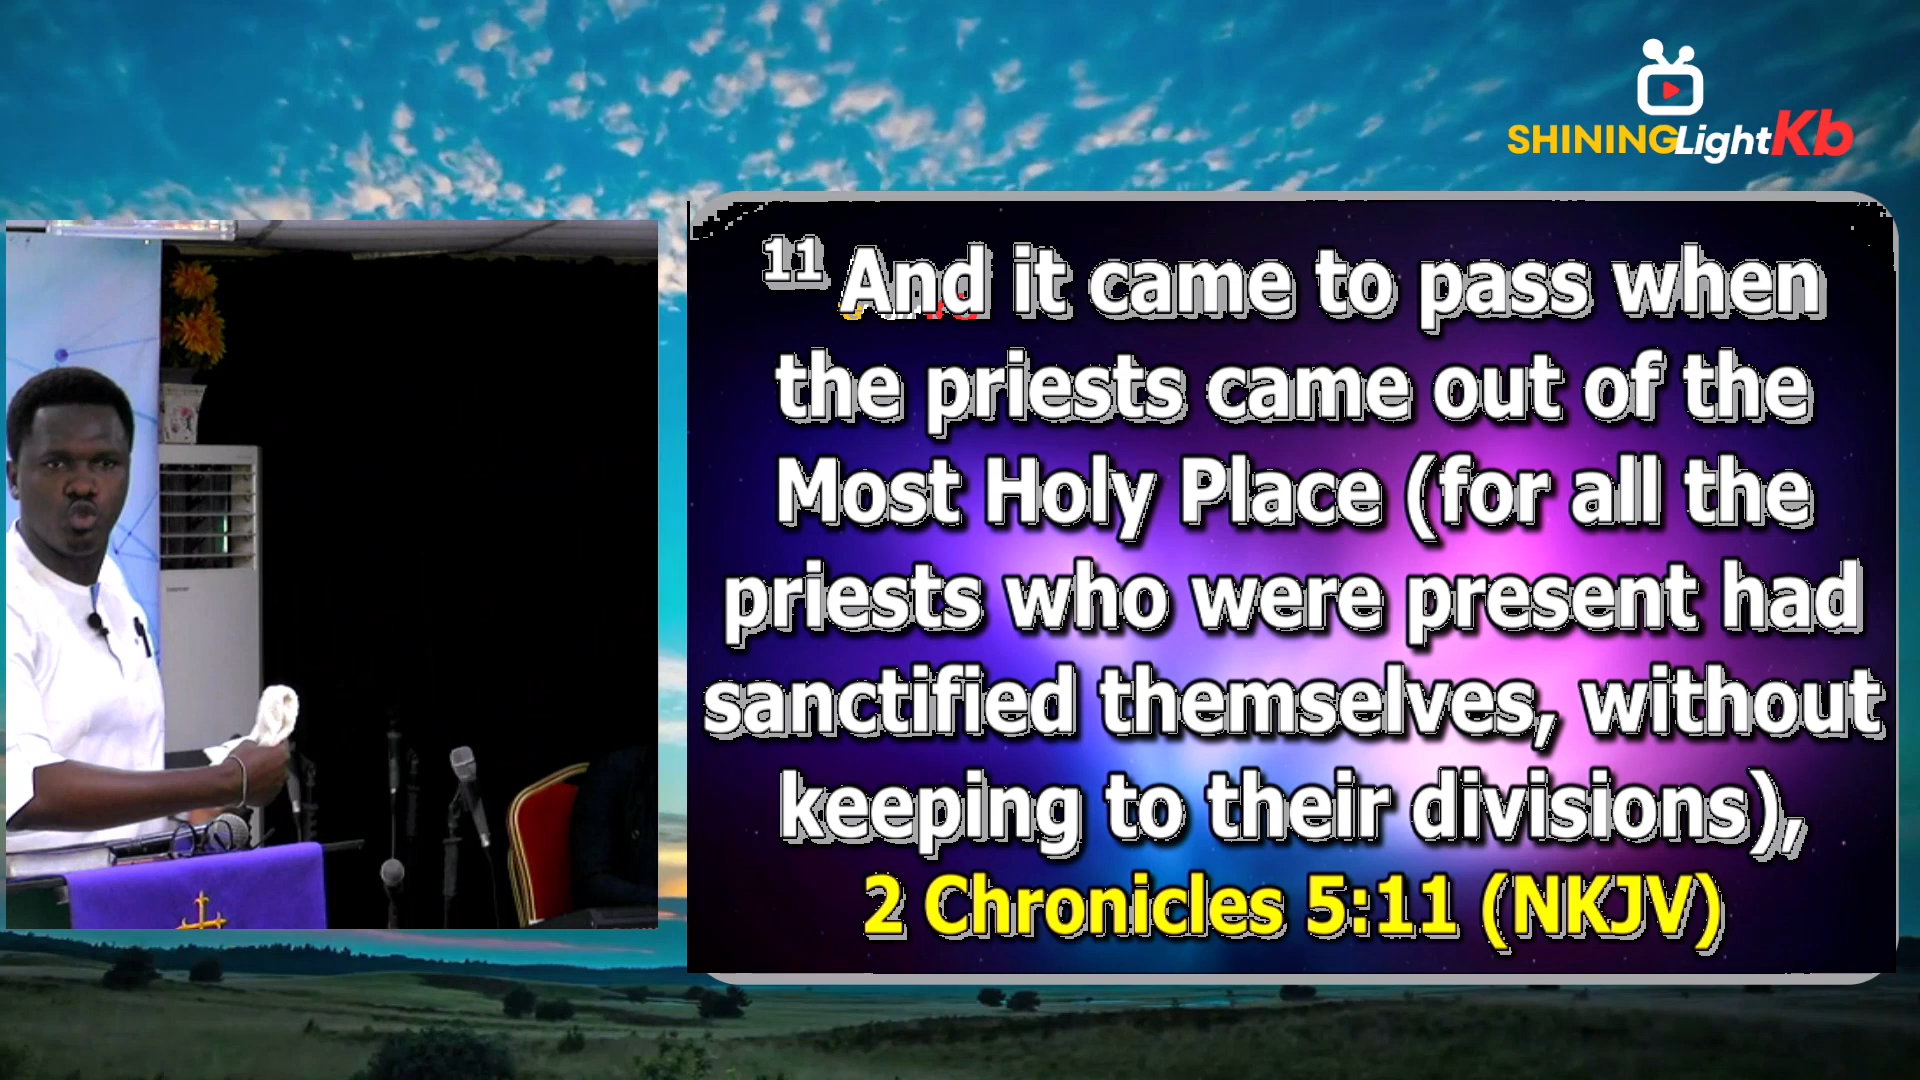 SHININGLightKb
11 And it came to pass when
the priests came out of the
Most Holy Place (for all the
priests who were present had
sanctified themselves, without
keeping to their divisions),
2 Chronicles 5:11 (NKJV)